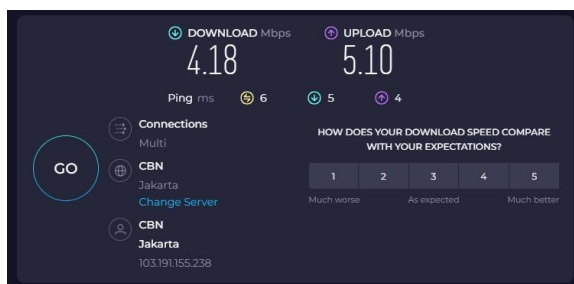 DOWNLOAD Mbps
4.18
UPLOAD Mbps
5.10
Ping ms 6 5 4
Connections
Multi
CBN
Jakarta
Change Server
CBN
Jakarta
103.191.155.238
GO
HOW DOES YOUR DOWNLOAD SPEED COMPARE
WITH YOUR EXPECTATIONS?
1 2 3 4 5
Much worse As expected Much better